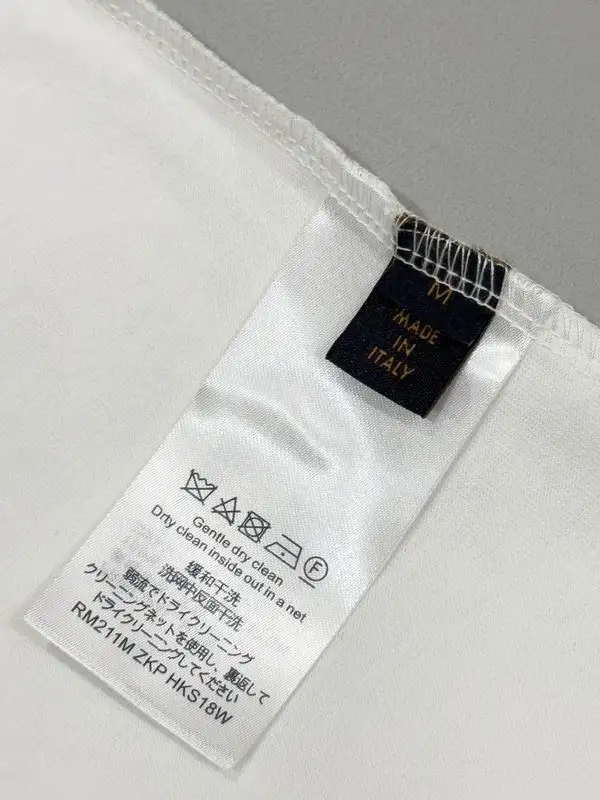 M
MADE
IN
ITALY
Gentle dry clean
Drty clean inside out in a net
缓和干洗
洗网中反面干洗
弱流でドライクリーニング
クリーニングネットを使用し、裏返して
ドライクリーニングしてください
RM211M ZKP HKS18W